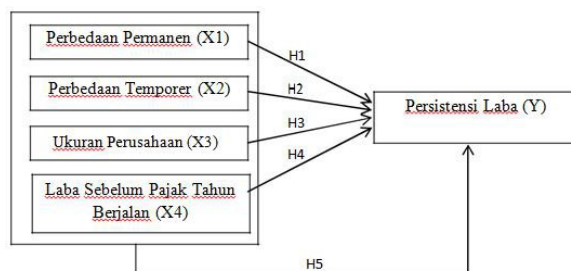 Perbedaan Permanen (X1)
H1
Perbedaan Temporer (X2)
H2
Persistensi Laba (Y)
H3
Ukuran Perusahaan (X3)
H4
Laba Sebelum Pajak Tahun
Berjalan (X4)
H5